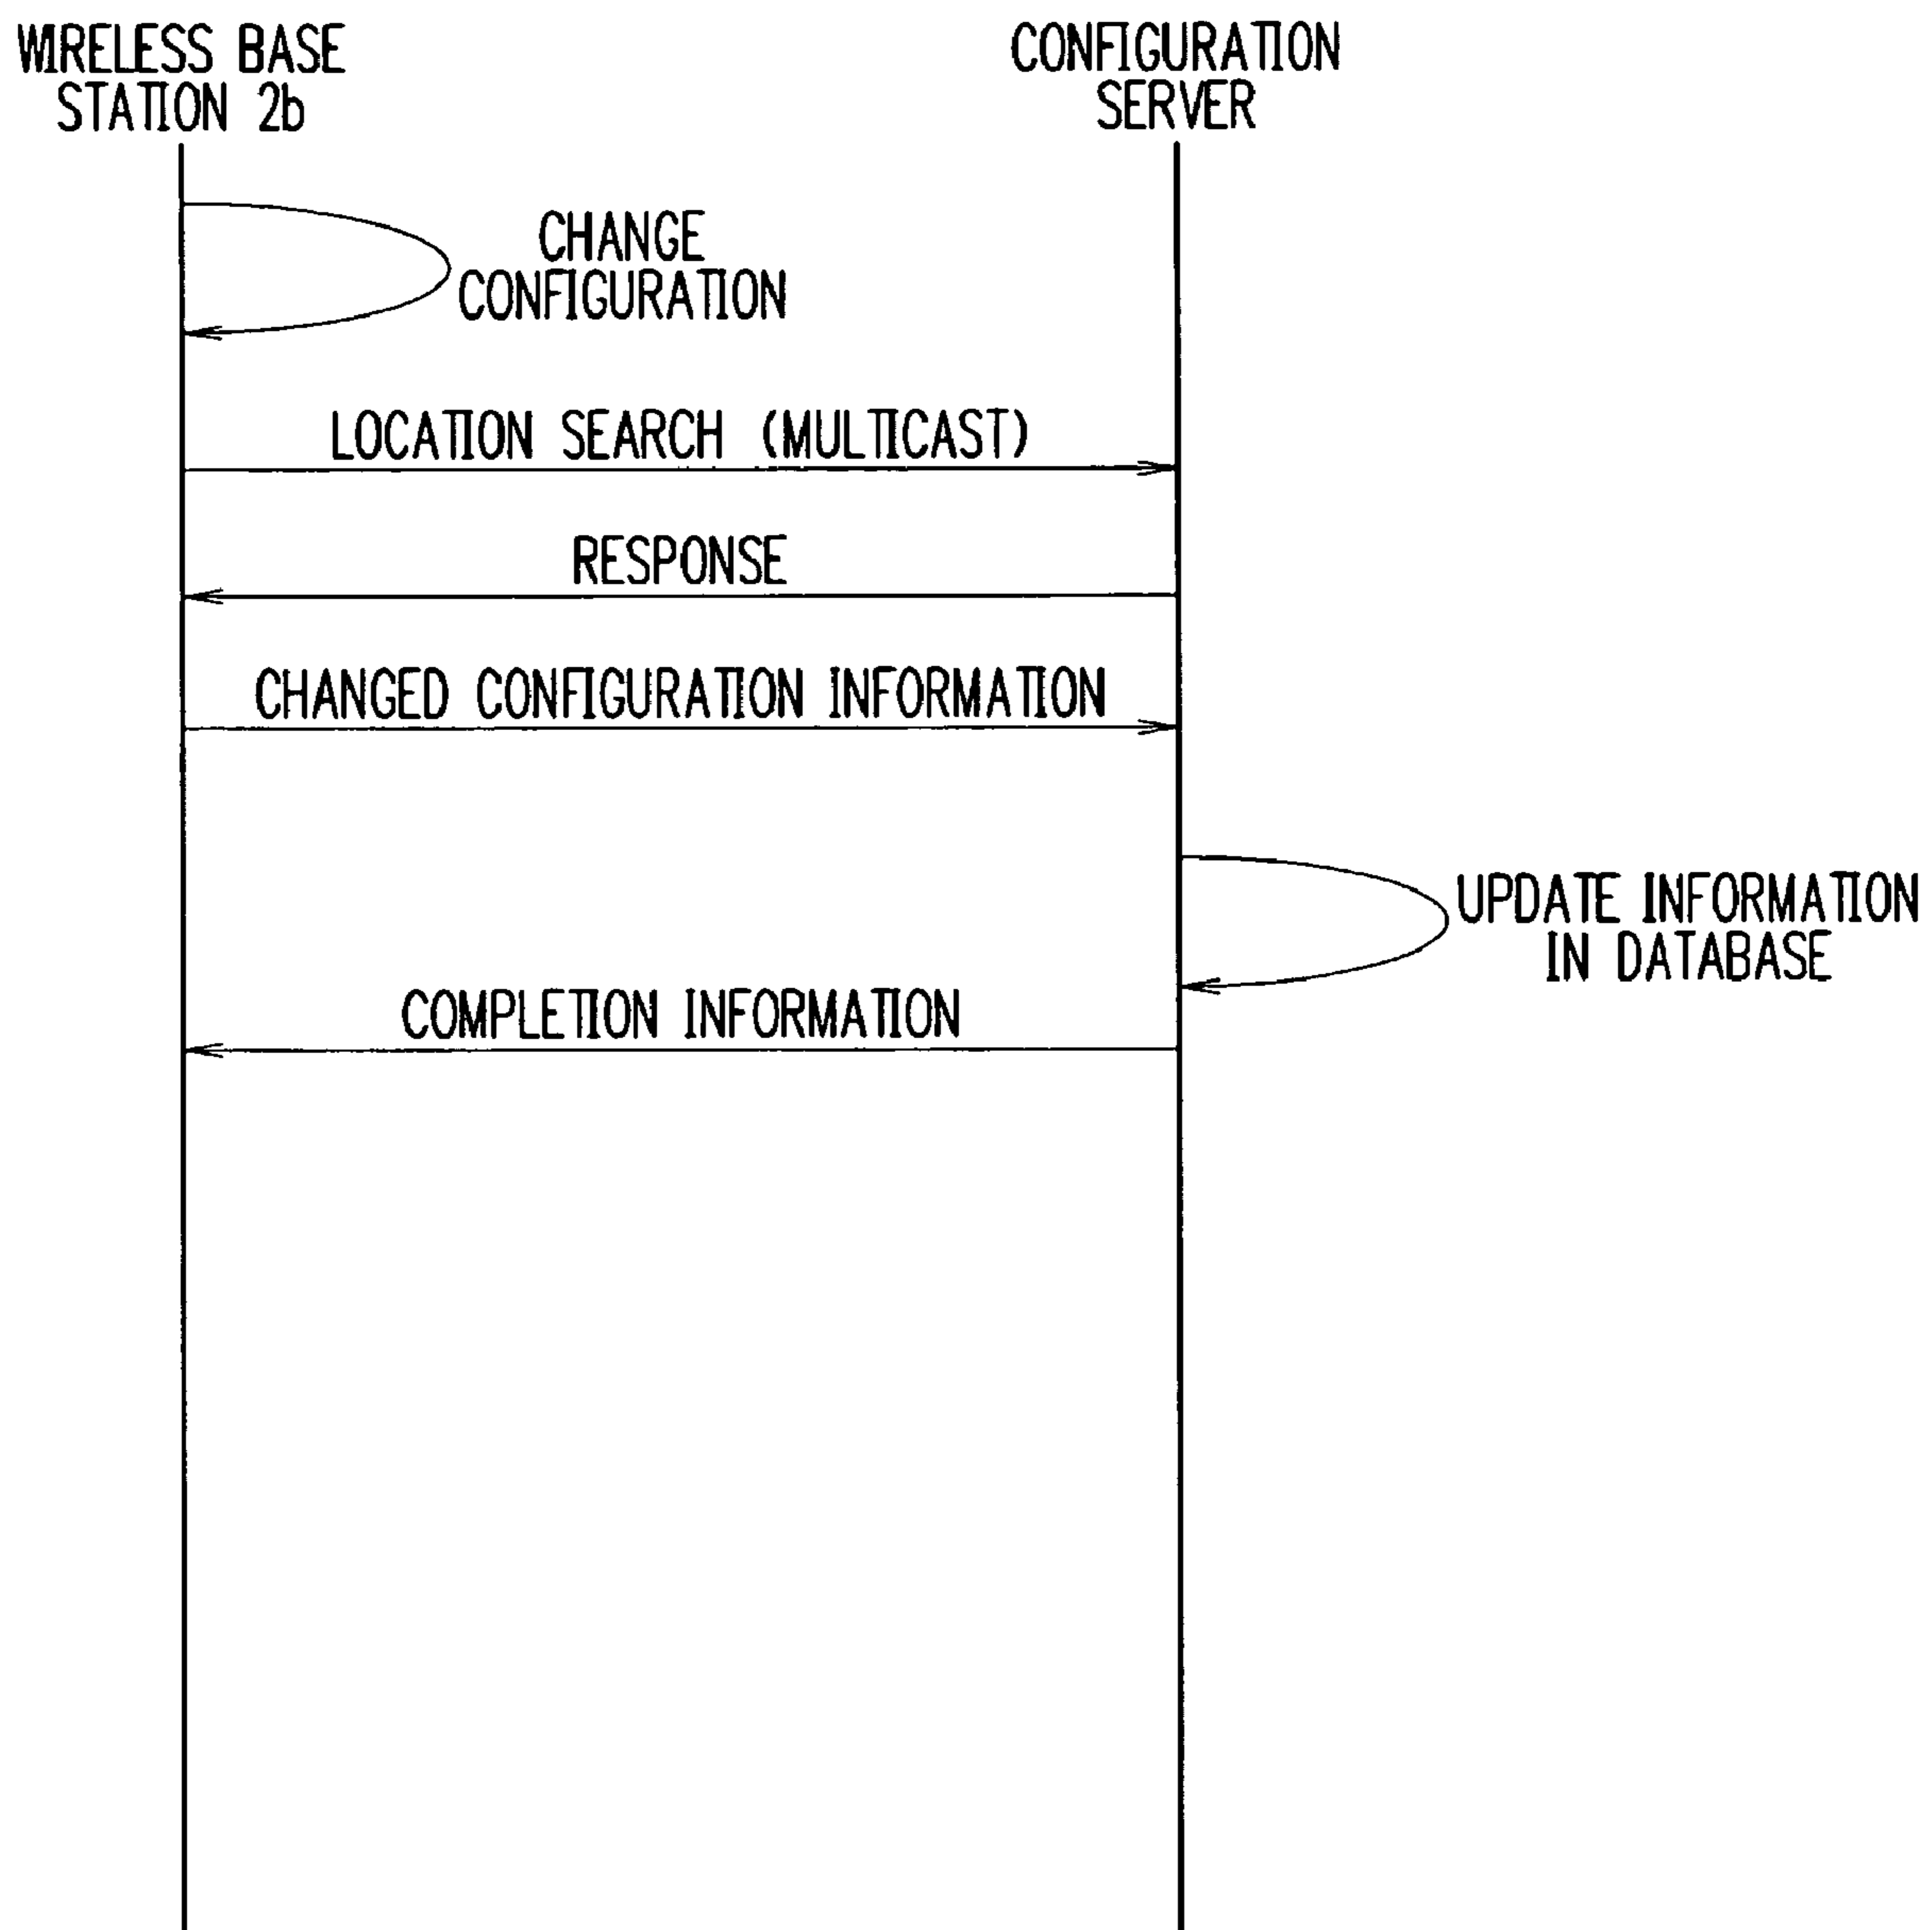 WIRELESS BASE
STATION 2b
CONFIGURATION
SERVER
CHANGE
CONFIGURATION
LOCATION SEARCH (MULTICAST)
RESPONSE
CHANGED CONFIGURATION INFORMATION
UPDATE INFORMATION
IN DATABASE
COMPLETION INFORMATION